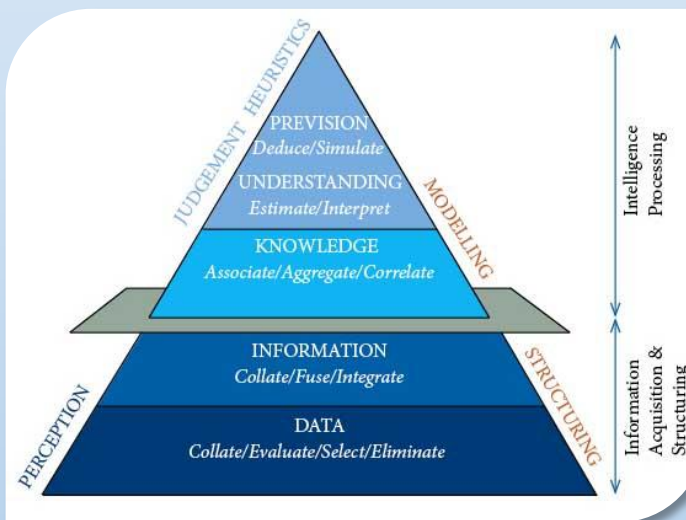 JUDGEMENT HEURISTICS
PREVISION
Deduce/Simulate
UNDERSTANDING
Estimate/Interpret
KNOWLEDGE
Associate/Aggregate/Correlate
MODELLING
Intelligence
Processing
INFORMATION
Collate/Fuse/Integrate
DATA
Collate/Evaluate/Select/Eliminate
PERCEPTION
STRUCTURING
Information
Acquisition &
Structuring